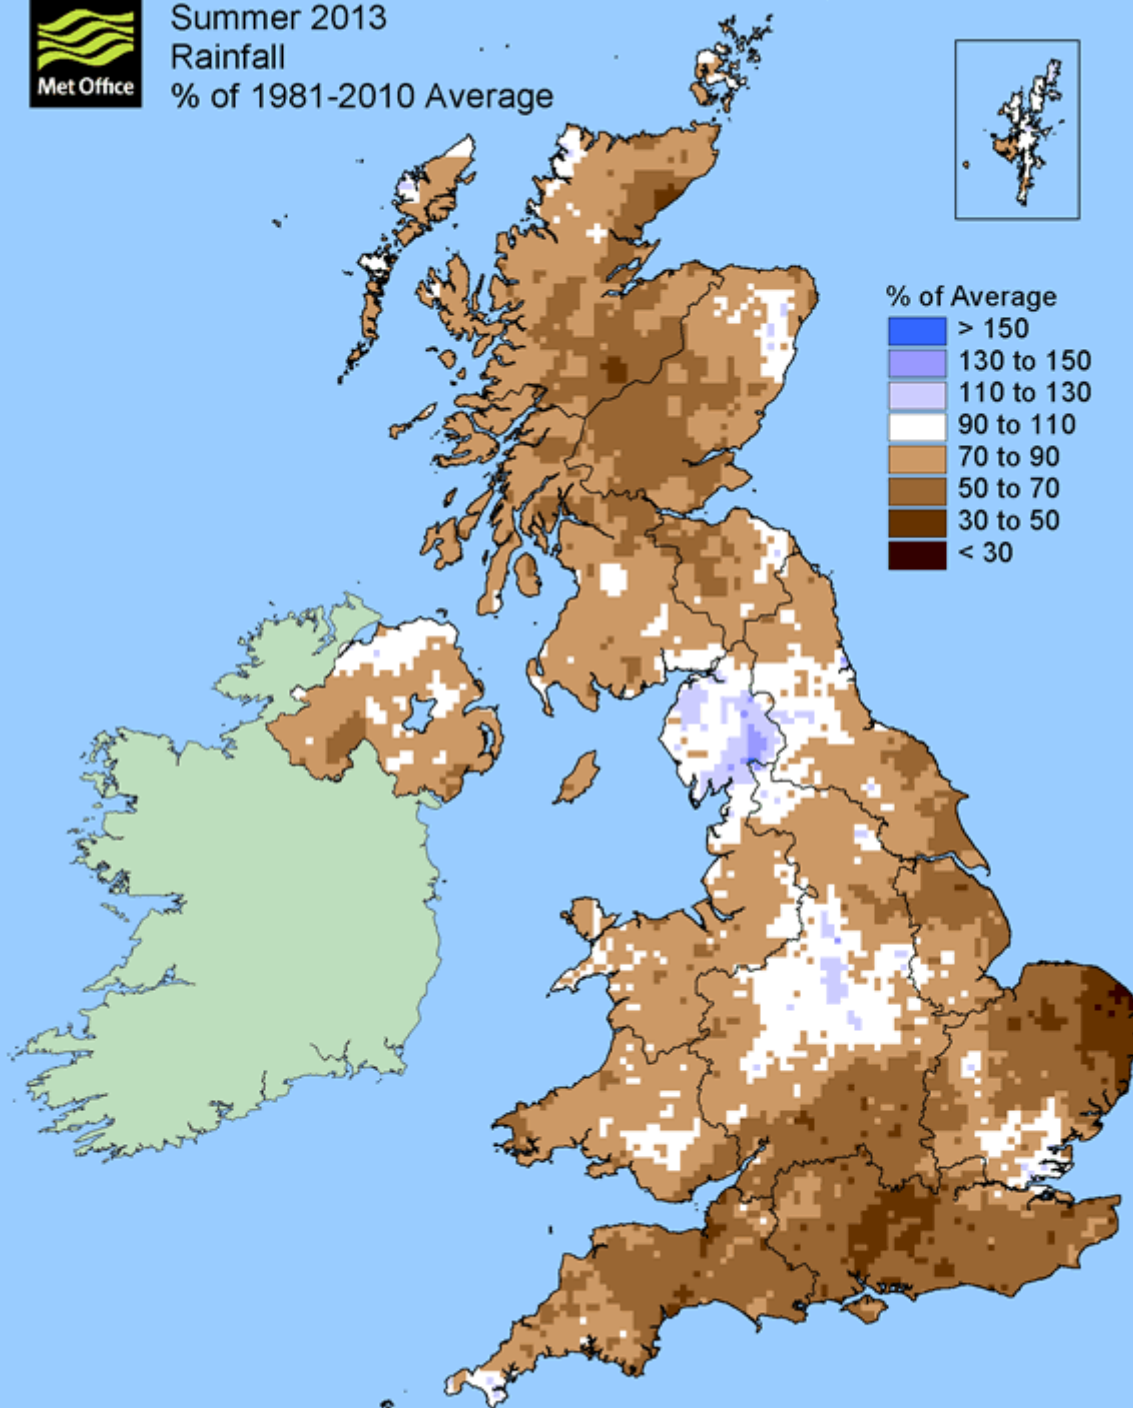 Met Office
Summer 2013
Rainfall
% of 1981-2010 Average
% of Average
> 150
130 to 150
110 to 130
90 to 110
70 to 90
50 to 70
30 to 50
< 30